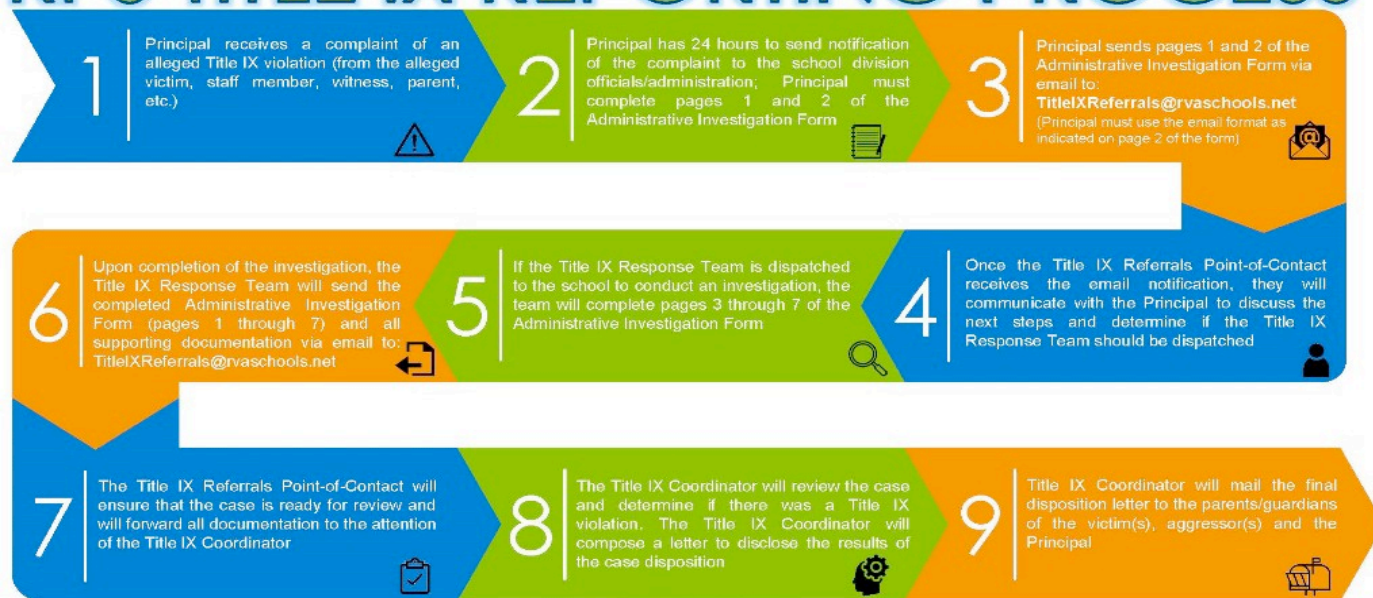 RPS TITLE IX REPORTING PROCESS
1
Principal receives a complaint of an
alleged Title IX violation (from the alleged
victim, staff member, witness, parent,
etc.)
2
Principal has 24 hours to send notification
of the complaint to the school division
officials/administration; Principal must
complete pages 1 and 2 of the
Administrative Investigation Form
3
Principal sends pages 1 and 2 of the
Administrative Investigation Form via
email to:
TitleIXReferrals@rvaschools.net
(Principal must use the email format as
indicated on page 2 of the form)
4
Once the Title IX Referrals Point-of-Contact
receives the email notification, they will
communicate with the Principal to discuss the
next steps and determine if the Title IX
Response Team should be dispatched
5
If the Title IX Response Team is dispatched
to the school to conduct an investigation, the
team will complete pages 3 through 7 of the
Administrative Investigation Form
6
Upon completion of the investigation, the
Title IX Response Team will send the
completed Administrative Investigation
Form (pages 1 through 7) and all
supporting documentation via email to:
TitleIXReferrals@rvaschools.net
7
The Title IX Referrals Point-of-Contact will
ensure that the case is ready for review and
will forward all documentation to the attention
of the Title IX Coordinator
8
The Title IX Coordinator will review the case
and determine if there was a Title IX
violation. The Title IX Coordinator will
compose a letter to disclose the results of
the case disposition
9
Title IX Coordinator will mail the final
disposition letter to the parents/guardians
of the victim(s), aggressor(s) and the
Principal